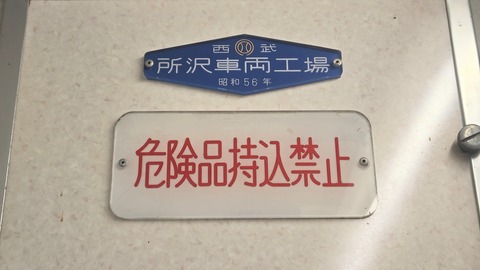 西武
所沢車両工場
昭和56年
危険品持込禁止